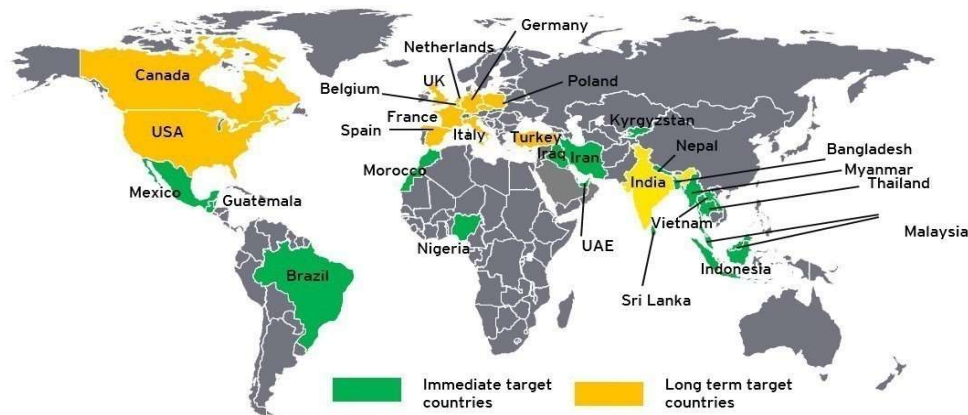 Germany
Netherlands
Canada
UK
Poland
Belgium
France
USA
Spain
Italy
Turkey
Kyrgyzstan
Iraq
Iran
Nepal
Bangladesh
Morocco
Myanmar
India
Thailand
Mexico
Guatemala
Vietnam
Malaysia
Nigeria
UAE
Brazil
Indonesia
Sri Lanka
Immediate target
countries
Long term target
countries